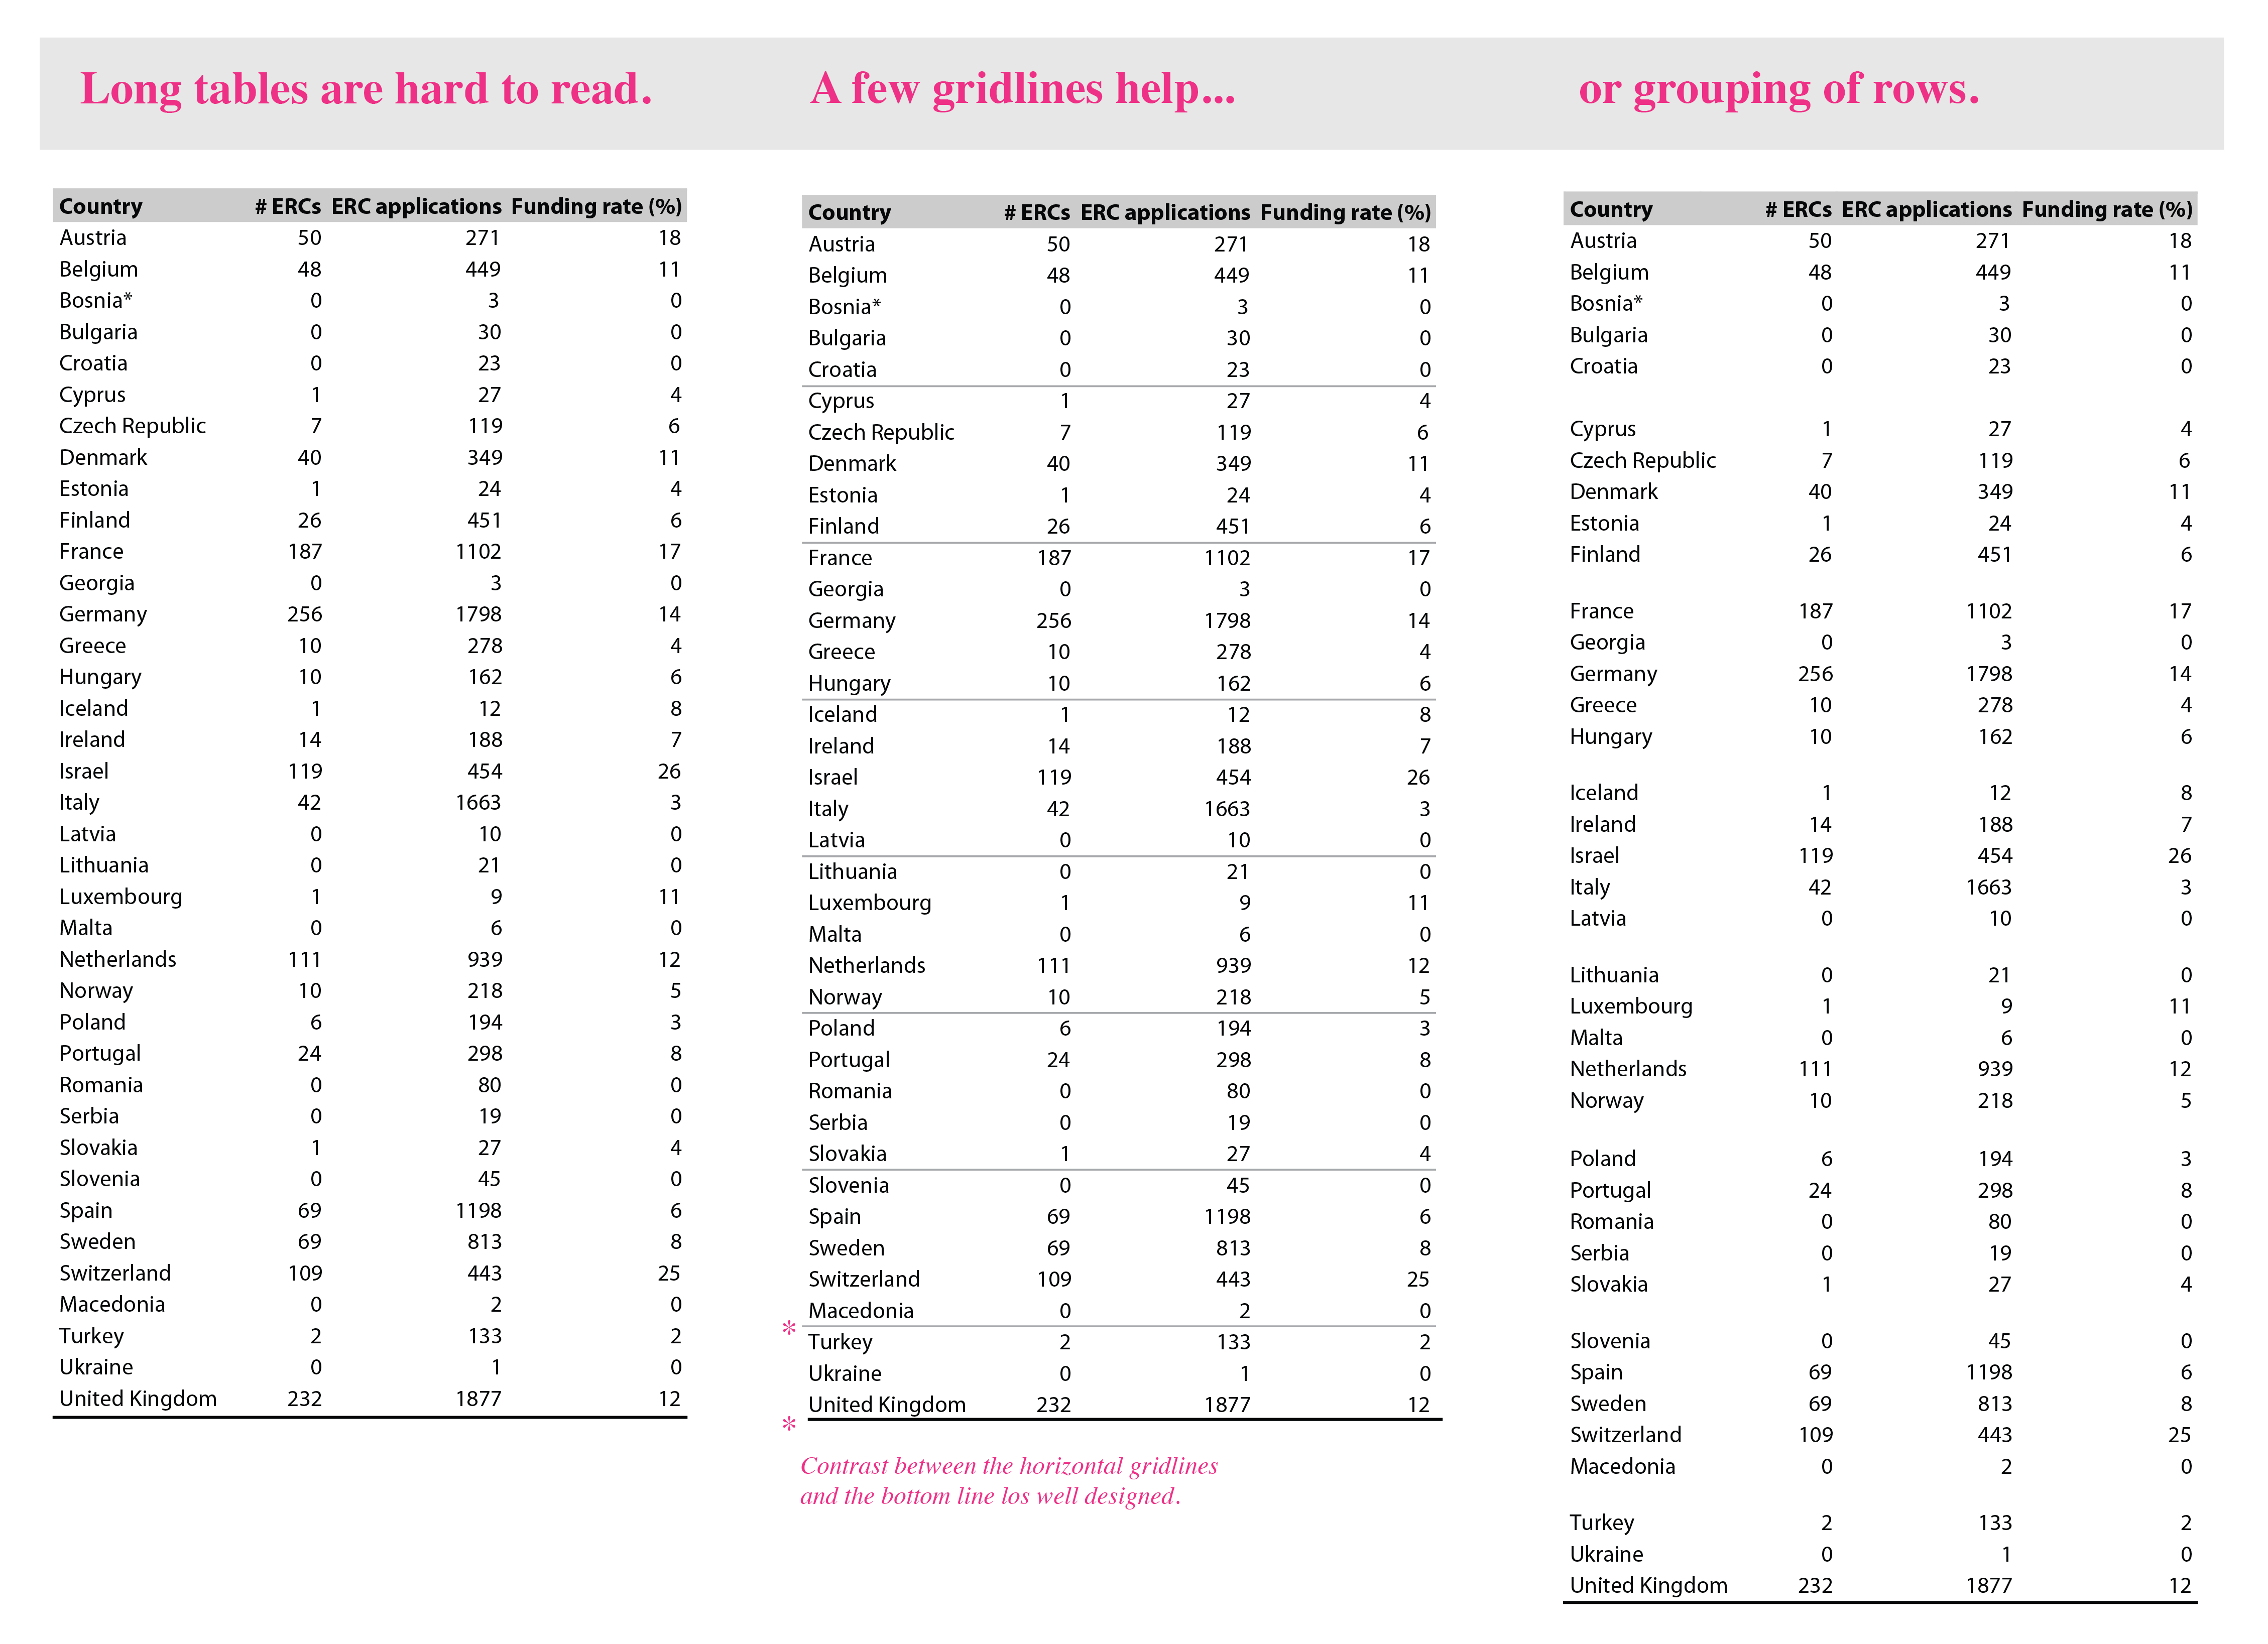 Long tables are hard to read.
A few gridlines help...
or grouping of rows.
Country # ERCs ERC applications Funding rate (%)
Austria 50 271 18
Belgium 48 449 11
Bosnia* 0 3 0
Bulgaria 0 30 0
Croatia 0 23 0
Cyprus 1 27 4
Czech Republic 7 119 6
Denmark 40 349 11
Estonia 1 24 4
Finland 26 451 6
France 187 1102 17
Georgia 0 3 0
Germany 256 1798 14
Greece 10 278 4
Hungary 10 162 6
Iceland 1 12 8
Ireland 14 188 7
Israel 119 454 26
Italy 42 1663 3
Latvia 0 10 0
Lithuania 0 21 0
Luxembourg 1 9 11
Malta 0 6 0
Netherlands 111 939 12
Norway 10 218 5
Poland 6 194 3
Portugal 24 298 8
Romania 0 80 0
Serbia 0 19 0
Slovakia 1 27 4
Slovenia 0 45 0
Spain 69 1198 6
Sweden 69 813 8
Switzerland 109 443 25
Macedonia 0 2 0
Turkey 2 133 2
Ukraine 0 1 0
United Kingdom 232 1877 12
Country # ERCs ERC applications Funding rate (%)
Austria 50 271 18
Belgium 48 449 11
Bosnia* 0 3 0
Bulgaria 0 30 0
Croatia 0 23 0
Cyprus 1 27 4
Czech Republic 7 119 6
Denmark 40 349 11
Estonia 1 24 4
Finland 26 451 6
France 187 1102 17
Georgia 0 3 0
Germany 256 1798 14
Greece 10 278 4
Hungary 10 162 6
Iceland 1 12 8
Ireland 14 188 7
Israel 119 454 26
Italy 42 1663 3
Latvia 0 10 0
Lithuania 0 21 0
Luxembourg 1 9 11
Malta 0 6 0
Netherlands 111 939 12
Norway 10 218 5
Poland 6 194 3
Portugal 24 298 8
Romania 0 80 0
Serbia 0 19 0
Slovakia 1 27 4
Slovenia 0 45 0
Spain 69 1198 6
Sweden 69 813 8
Switzerland 109 443 25
Macedonia 0 2 0
*
Turkey 2 133 2
Ukraine 0 1 0
United Kingdom 232 1877 12
*
Contrast between the horizontal gridlines
and the bottom line los well designed.
Country # ERCs ERC applications Funding rate (%)
Austria 50 271 18
Belgium 48 449 11
Bosnia* 0 3 0
Bulgaria 0 30 0
Croatia 0 23 0
Cyprus 1 27 4
Czech Republic 7 119 6
Denmark 40 349 11
Estonia 1 24 4
Finland 26 451 6
France 187 1102 17
Georgia 0 3 0
Germany 256 1798 14
Greece 10 278 4
Hungary 10 162 6
Iceland 1 12 8
Ireland 14 188 7
Israel 119 454 26
Italy 42 1663 3
Latvia 0 10 0
Lithuania 0 21 0
Luxembourg 1 9 11
Malta 0 6 0
Netherlands 111 939 12
Norway 10 218 5
Poland 6 194 3
Portugal 24 298 8
Romania 0 80 0
Serbia 0 19 0
Slovakia 1 27 4
Slovenia 0 45 0
Spain 69 1198 6
Sweden 69 813 8
Switzerland 109 443 25
Macedonia 0 2 0
Turkey 2 133 2
Ukraine 0 1 0
United Kingdom 232 1877 12